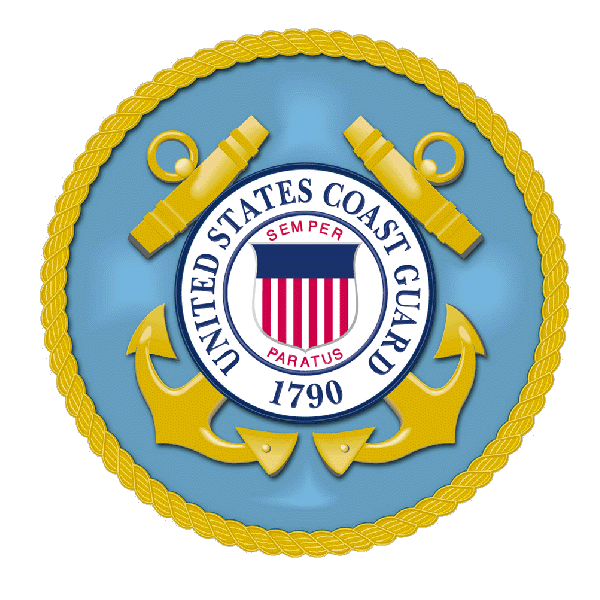 UNITED STATES COAST GUARD
SEMPER
PARATUS
1790